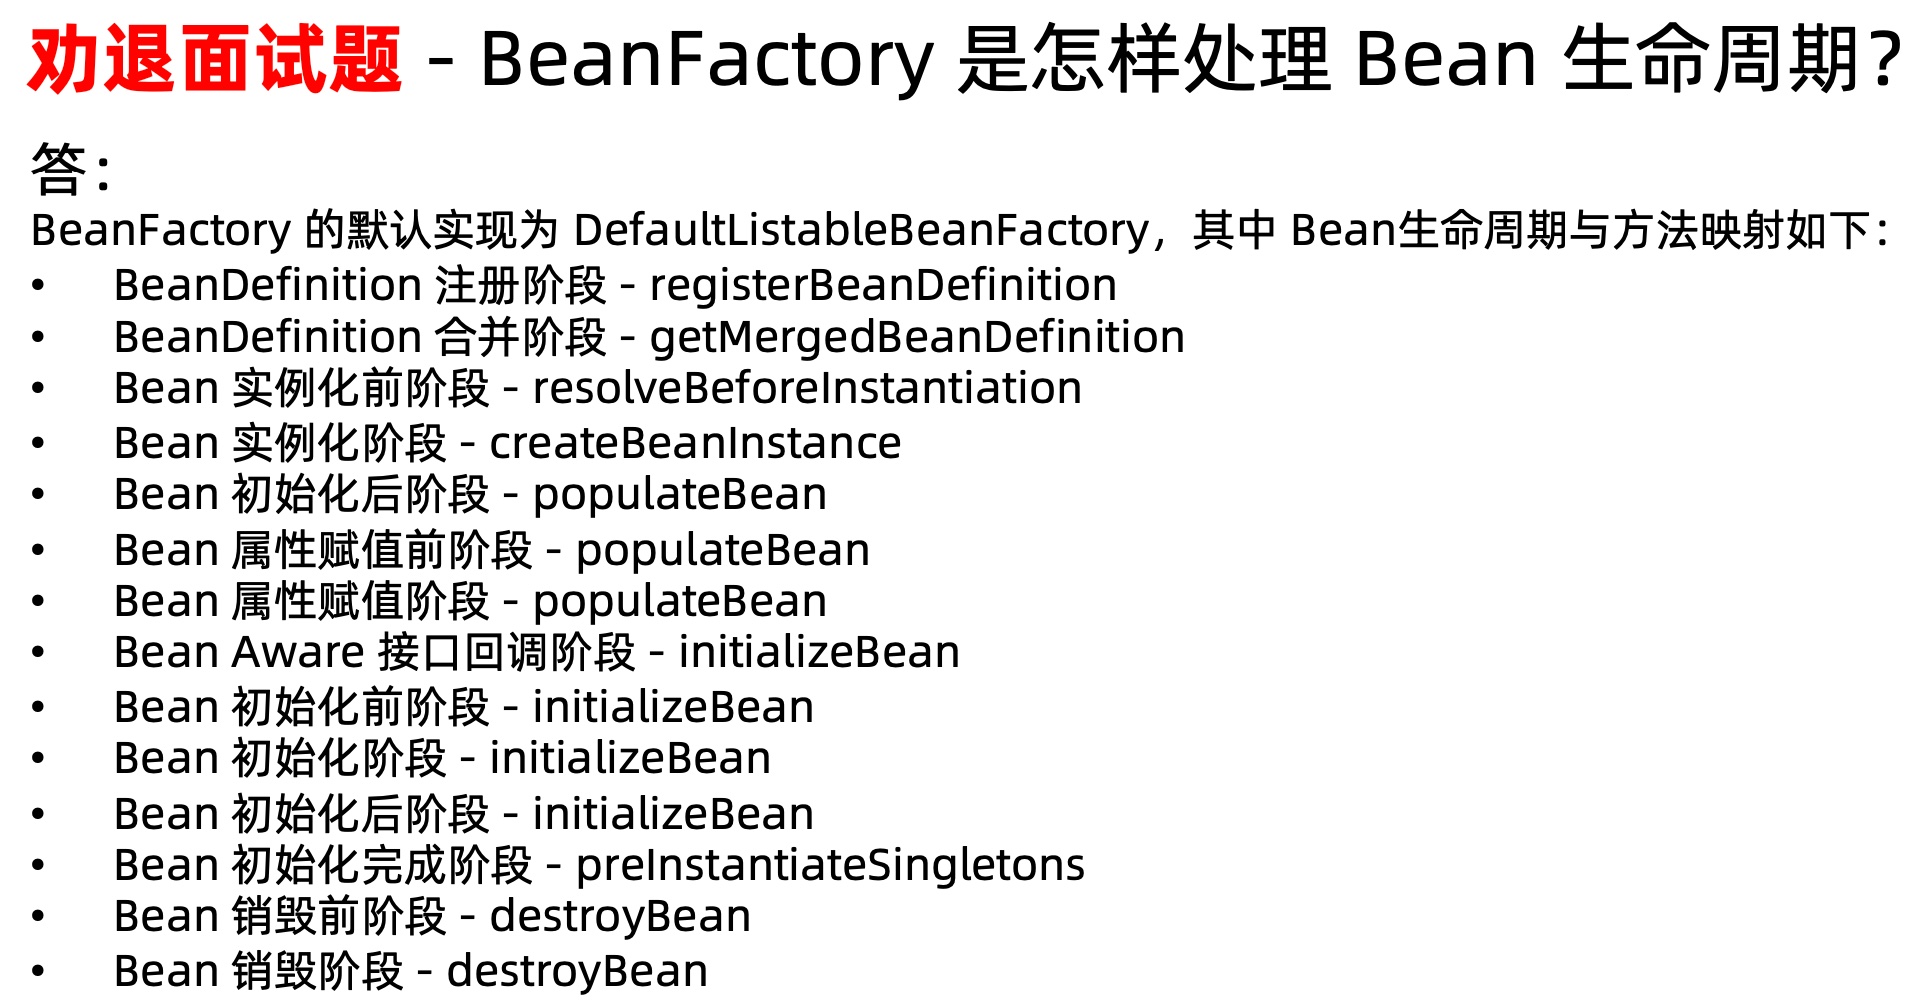 劝退面试题 - BeanFactory 是怎样处理 Bean 生命周期?
答：
BeanFactory 的默认实现为 DefaultListableBeanFactory，其中 Bean生命周期与方法映射如下：
• BeanDefinition 注册阶段 - registerBeanDefinition
• BeanDefinition 合并阶段 - getMergedBeanDefinition
• Bean 实例化前阶段 - resolveBeforeInstantiation
• Bean 实例化阶段 - createBeanInstance
• Bean 初始化后阶段 - populateBean
• Bean 属性赋值前阶段 - populateBean
• Bean 属性赋值阶段 - populateBean
• Bean Aware 接口回调阶段 - initializeBean
• Bean 初始化前阶段 - initializeBean
• Bean 初始化阶段 - initializeBean
• Bean 初始化后阶段 - initializeBean
• Bean 初始化完成阶段 - preInstantiateSingletons
• Bean 销毁前阶段 - destroyBean
• Bean 销毁阶段 - destroyBean